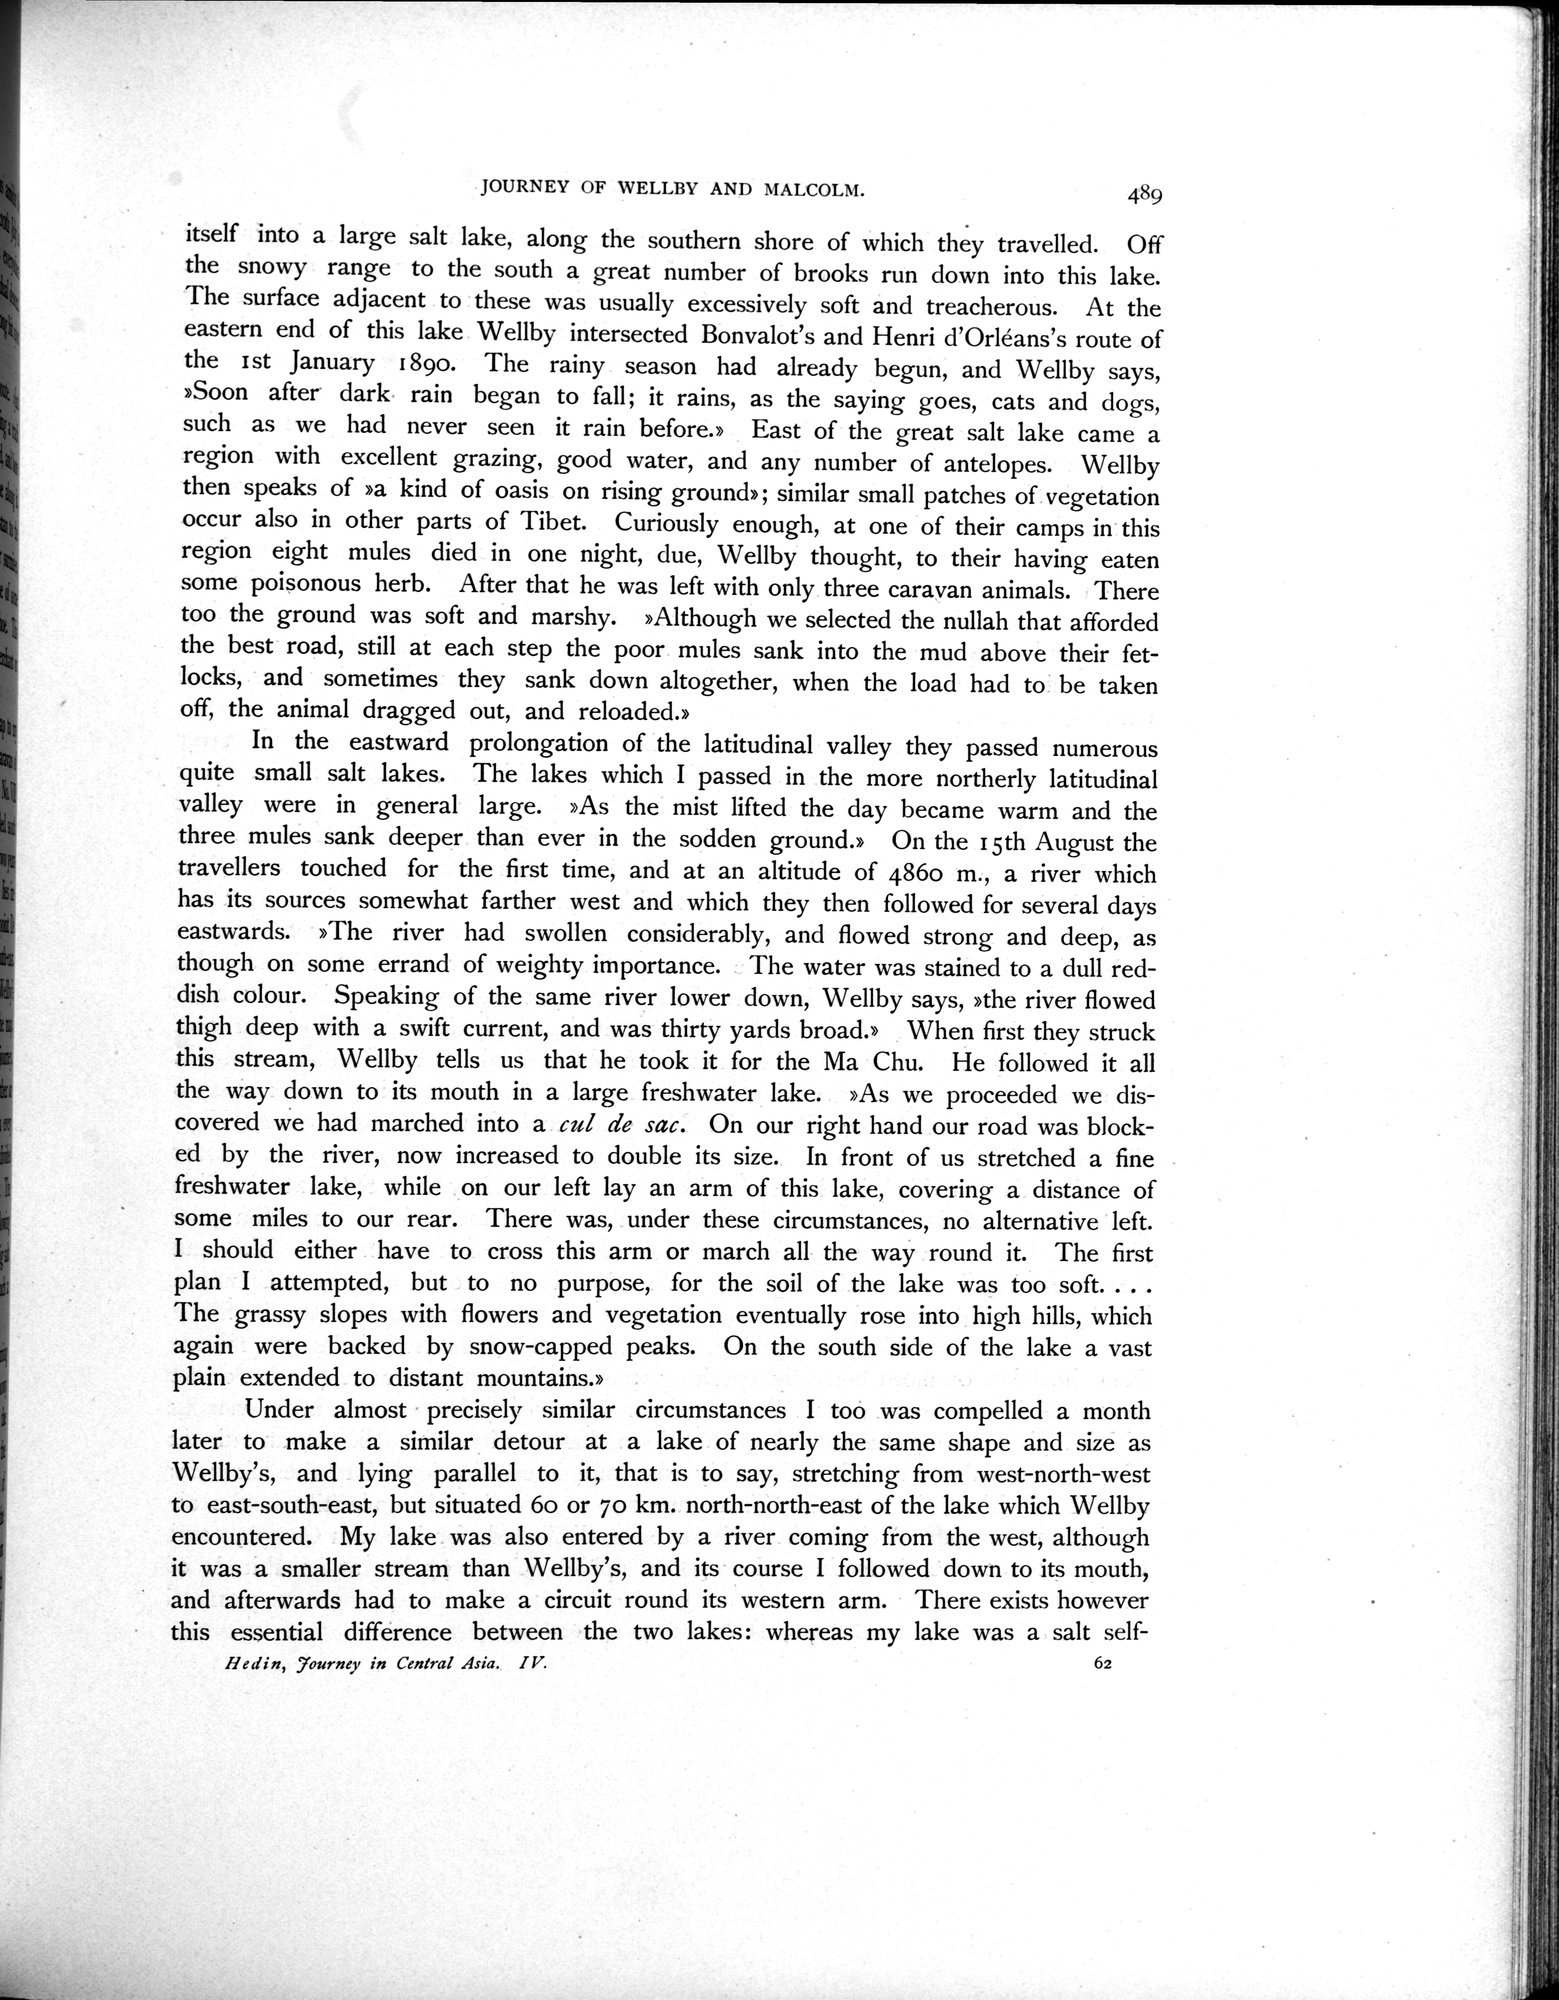 JOURNEY OF WELLBY AND MALCOLM. 489
itself into a large salt lake, along the southern shore of which they travelled. Off
the snowy range to the south a great number of brooks run down into this lake.
The surface adjacent to these was usually excessively soft and treacherous. At the
eastern end of this lake Wellby intersected Bonvalot's and Henri d'Orléans's route of
the 1st January 1890. The rainy season had already begun, and Wellby says,
»Soon after dark rain began to fall; it rains, as the saying goes, cats and dogs,
such as we had never seen it rain before.» East of the great salt lake came a
region with excellent grazing, good water, and any number of antelopes. Wellby
then speaks of »a kind of oasis on rising ground»; similar small patches of vegetation
occur also in other parts of Tibet. Curiously enough, at one of their camps in this
region eight mules died in one night, due, Wellby thought, to their having eaten
some poisonous herb. After that he was left with only three caravan animals. There
too the ground was soft and marshy. »Although we selected the nullah that afforded
the best road, still at each step the poor mules sank into the mud above their fet-
locks, and sometimes they sank down altogether, when the load had to be taken
off, the animal dragged out, and reloaded.»
In the eastward prolongation of the latitudinal valley they passed numerous
quite small salt lakes. The lakes which I passed in the more northerly latitudinal
valley were in general large. »As the mist lifted the day became warm and the
three mules sank deeper than ever in the sodden ground.» On the 15th August the
travellers touched for the first time, and at an altitude of 4860 m., a river which
has its sources somewhat farther west and which they then followed for several days
eastwards. »The river had swollen considerably, and flowed strong and deep, as
though on some errand of weighty importance. The water was stained to a dull red-
dish colour. Speaking of the same river lower down, Wellby says, »the river flowed
thigh deep with a swift current, and was thirty yards broad.» When first they struck
this stream, Wellby tells us that he took it for the Ma Chu. He followed it all
the way down to its mouth in a large freshwater lake. »As we proceeded we dis-
covered we had marched into a cul de sac. On our right hand our road was block-
ed by the river, now increased to double its size. In front of us stretched a fine
freshwater lake, while on our left lay an arm of this lake, covering a distance of
some miles to our rear. There was, under these circumstances, no alternative left.
I should either have to cross this arm or march all the way round it. The first
plan I attempted, but to no purpose, for the soil of the lake was too soft. . . .
The grassy slopes with flowers and vegetation eventually rose into high hills, which
again were backed by snow-capped peaks. On the south side of the lake a vast
plain extended to distant mountains.»
Under almost precisely similar circumstances I too was compelled a month
later to make a similar detour at a lake of nearly the same shape and size as
Wellby's, and lying parallel to it, that is to say, stretching from west-north-west
to east-south-east, but situated 60 or 70 km. north-north-east of the lake which Wellby
encountered. My lake was also entered by a river coming from the west, although
it was a smaller stream than Wellby's, and its course I followed down to its mouth,
and afterwards had to make a circuit round its western arm. There exists however
this essential difference between the two lakes: whereas my lake was a salt self-
Hedin, Journey in Central Asia. IV. 62